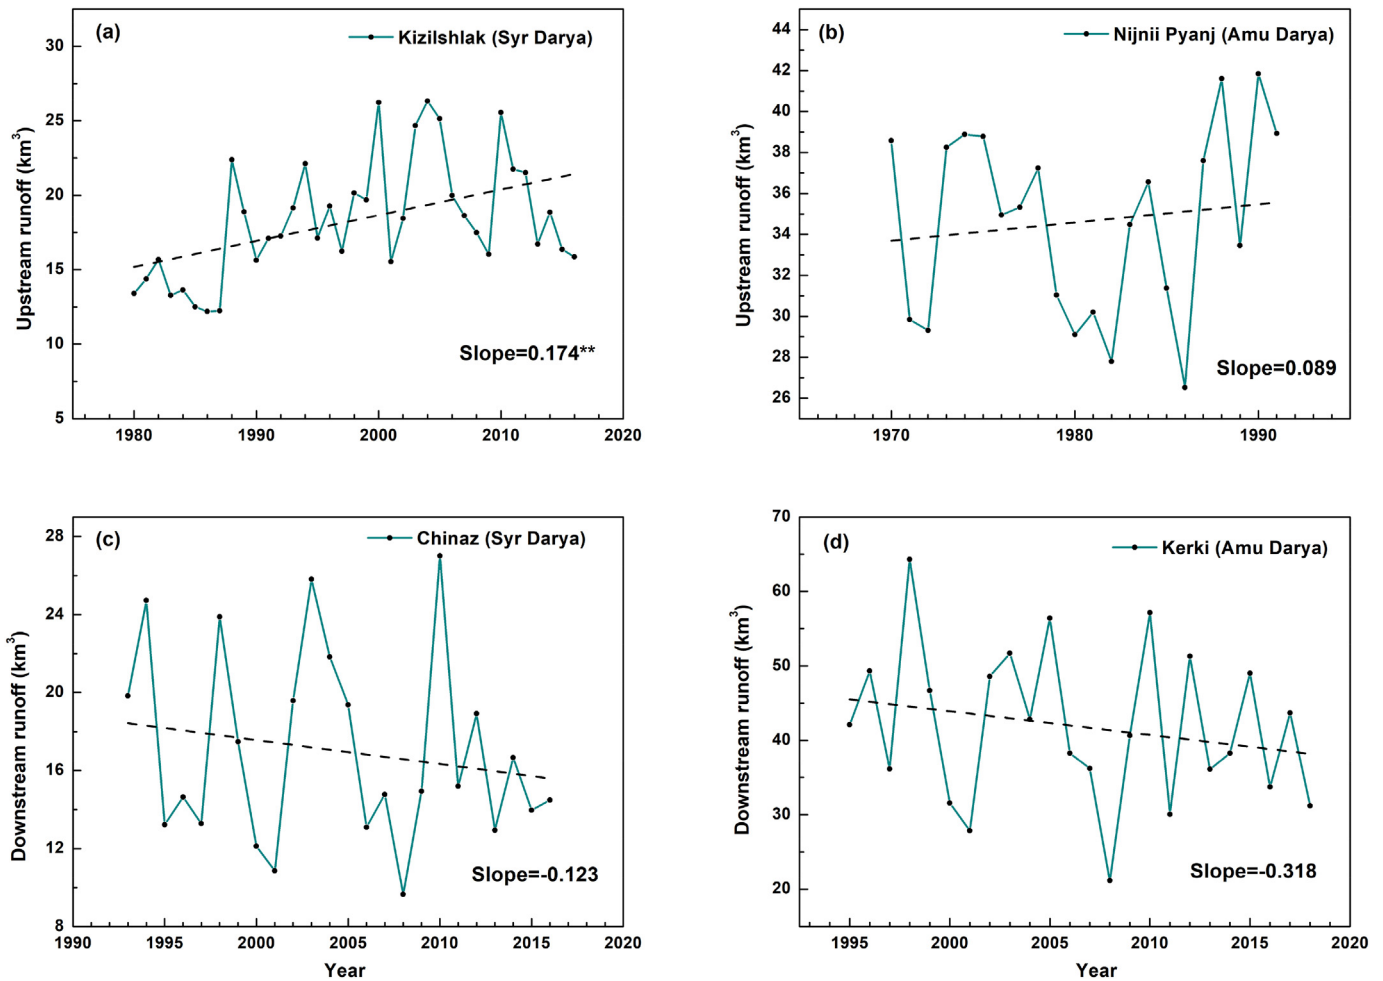 (a)
Kizilshlak (Syr Darya)
Upstream runoff (km³)
30
25
20
15
10
5
Slope=0.174**
1980 1990 2000 2010 2020
(b)
Nijnii Pyanj (Amu Darya)
Upstream runoff (km³)
44
42
40
38
36
34
32
30
28
26
Slope=0.089
1970 1980 1990
(c)
Chinaz (Syr Darya)
Downstream runoff (km³)
28
24
20
16
12
8
Slope=-0.123
1990 1995 2000 2005 2010 2015 2020
Year
(d)
Kerki (Amu Darya)
Downstream runoff (km³)
70
60
50
40
30
20
Slope=-0.318
1995 2000 2005 2010 2015 2020
Year